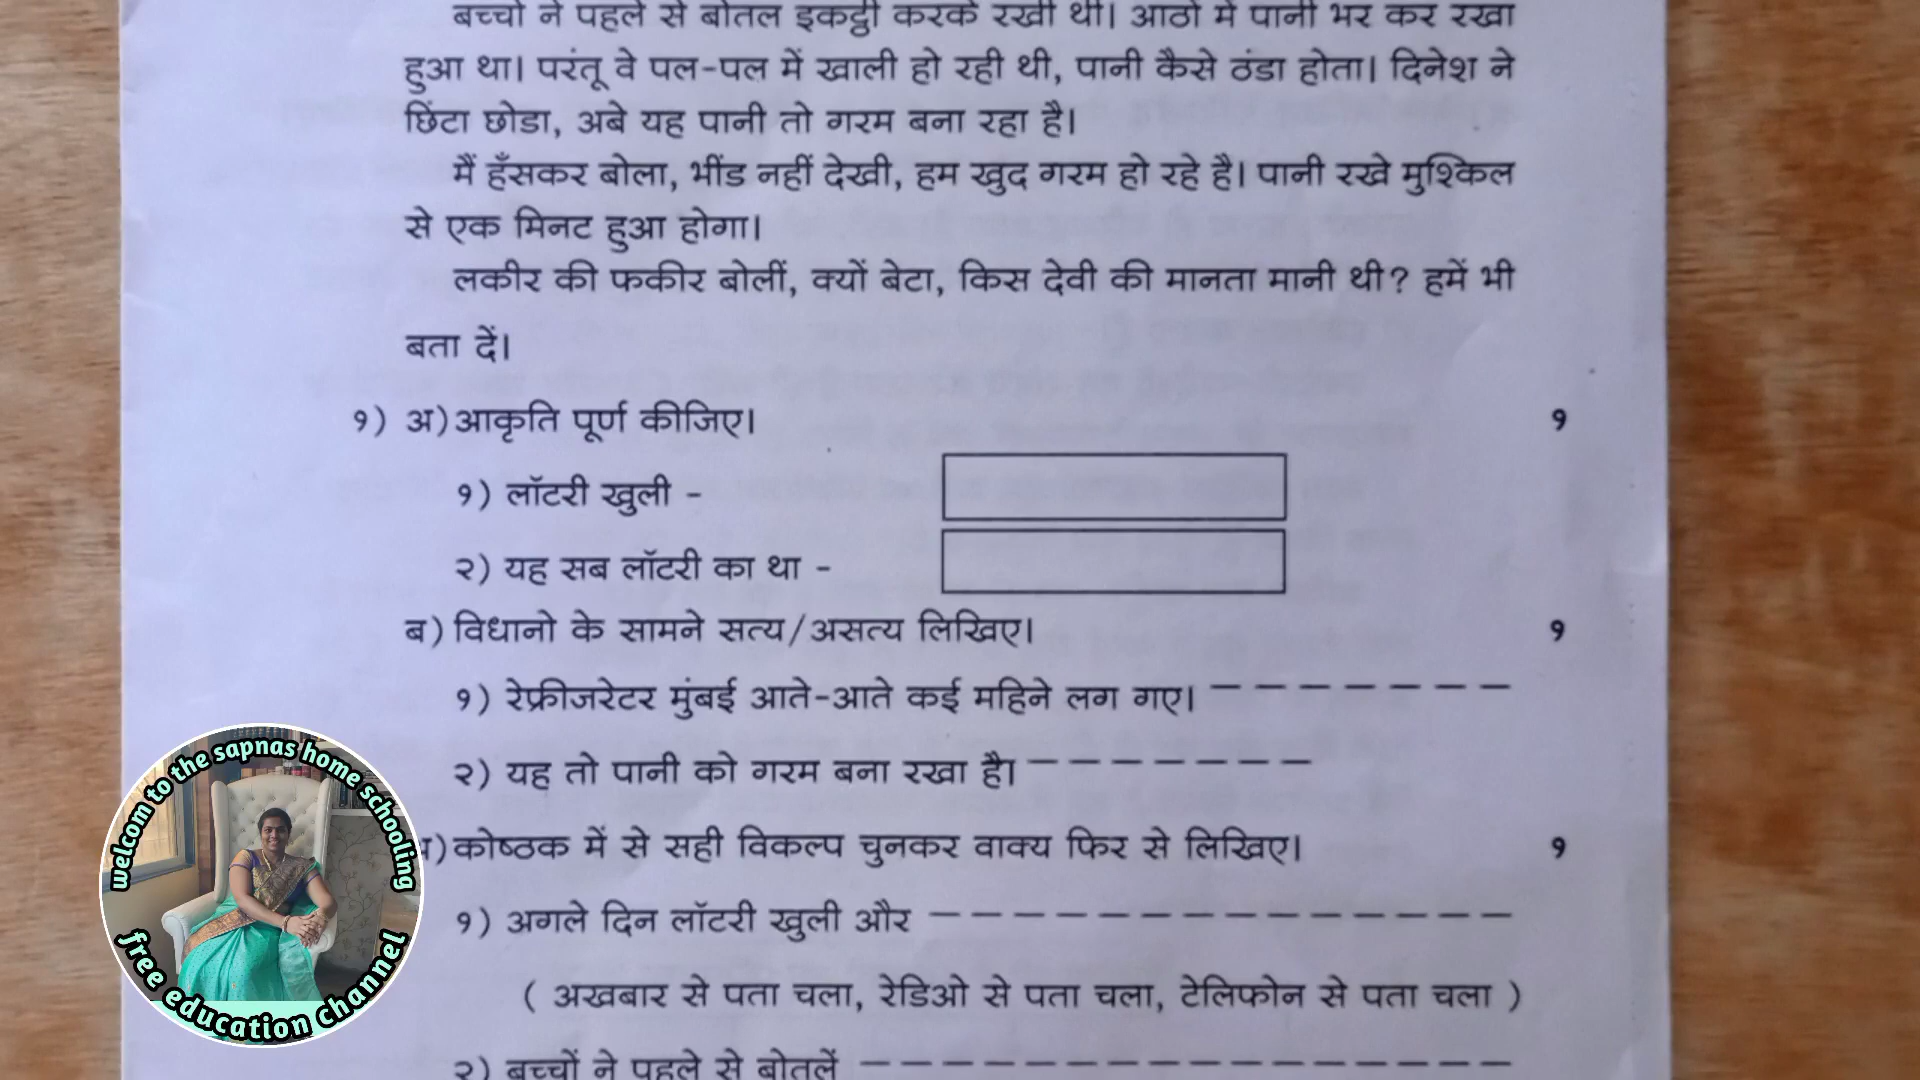 बच्चो ने पहले से बोतल इकट्ठी करके रखी थी। आठो में पानी भर कर रखा
हुआ था। परंतू वे पल-पल में खाली हो रही थी, पानी कैसे ठंडा होता। दिनेश ने
छिंटा छोडा, अबे यह पानी तो गरम बना रहा है।
मैं हँसकर बोला, भींड नहीं देखी, हम खुद गरम हो रहे है। पानी रखे मुश्किल
से एक मिनट हुआ होगा।
लकीर की फकीर बोलीं, क्यों बेटा, किस देवी की मानता मानी थी? हमें भी
बता दें।
१) अ) आकृति पूर्ण कीजिए। १
१) लॉटरी खुली -
२) यह सब लॉटरी का था -
ब) विधानो के सामने सत्य/असत्य लिखिए। १
१) रेफ्रीजरेटर मुंबई आते-आते कई महिने लग गए। - - - - - - -
२) यह तो पानी को गरम बना रखा है। - - - - - - -
) कोष्ठक में से सही विकल्प चुनकर वाक्य फिर से लिखिए। १
१) अगले दिन लॉटरी खुली और - - - - - - - - - - - - - -
( अखबार से पता चला, रेडिओ से पता चला, टेलिफोन से पता चला )
२) बच्चों ने पहले से बोतलें - - - - - - - - - - - - - - - -
welcom to the sapnas home schooling
free education channel